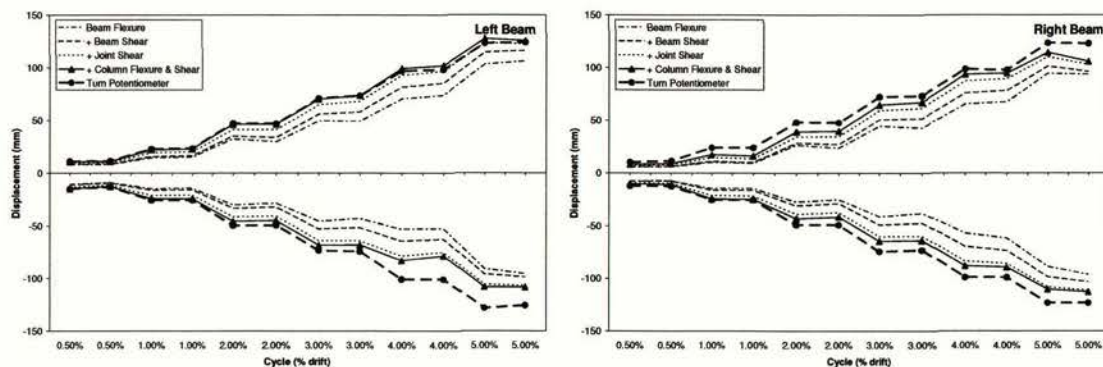 Left Beam
Beam Flexure
+ Beam Shear
+ Joint Shear
+ Column Flexure & Shear
Turn Potentiometer
150
100
50
0
-50
-100
-150
Displacement (mm)
0.50% 0.50% 1.00% 1.00% 2.00% 2.00% 3.00% 3.00% 4.00% 4.00% 5.00% 5.00%
Cycle (% drift)
Right Beam
Beam Flexure
+ Beam Shear
+ Joint Shear
+ Column Flexure & Shear
Turn Potentiometer
150
100
50
0
-50
-100
-150
Displacement (mm)
0.50% 0.50% 1.00% 1.00% 2.00% 2.00% 3.00% 3.00% 4.00% 4.00% 5.00% 5.00%
Cycle (% drift)